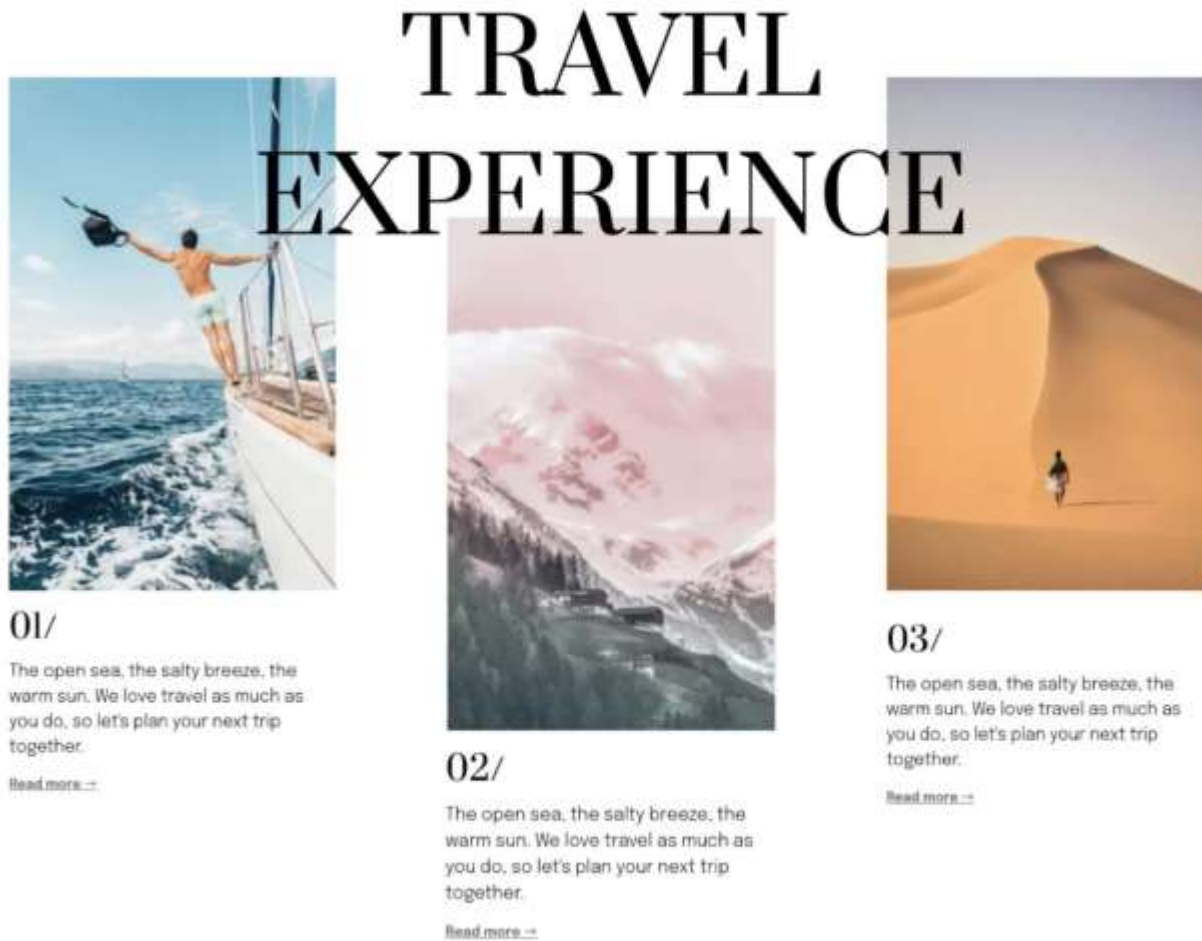 TRAVEL
EXPERIENCE
01/
The open sea, the salty breeze, the
warm sun. We love travel as much as
you do, so let's plan your next trip
together.
Read more →
02/
The open sea, the salty breeze, the
warm sun. We love travel as much as
you do, so let's plan your next trip
together.
Read more →
03/
The open sea, the salty breeze, the
warm sun. We love travel as much as
you do, so let's plan your next trip
together.
Read more →